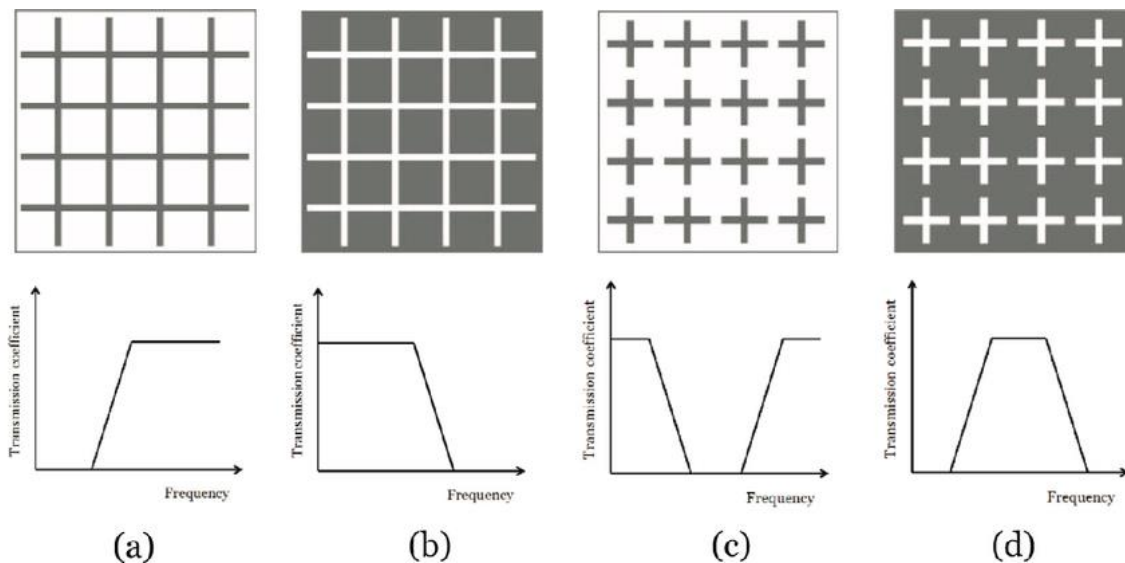 Transmission coefficient
Frequency
(a)
Transmission coefficient
Frequency
(b)
Transmission coefficient
Frequency
(c)
Transmission coefficient
Frequency
(d)